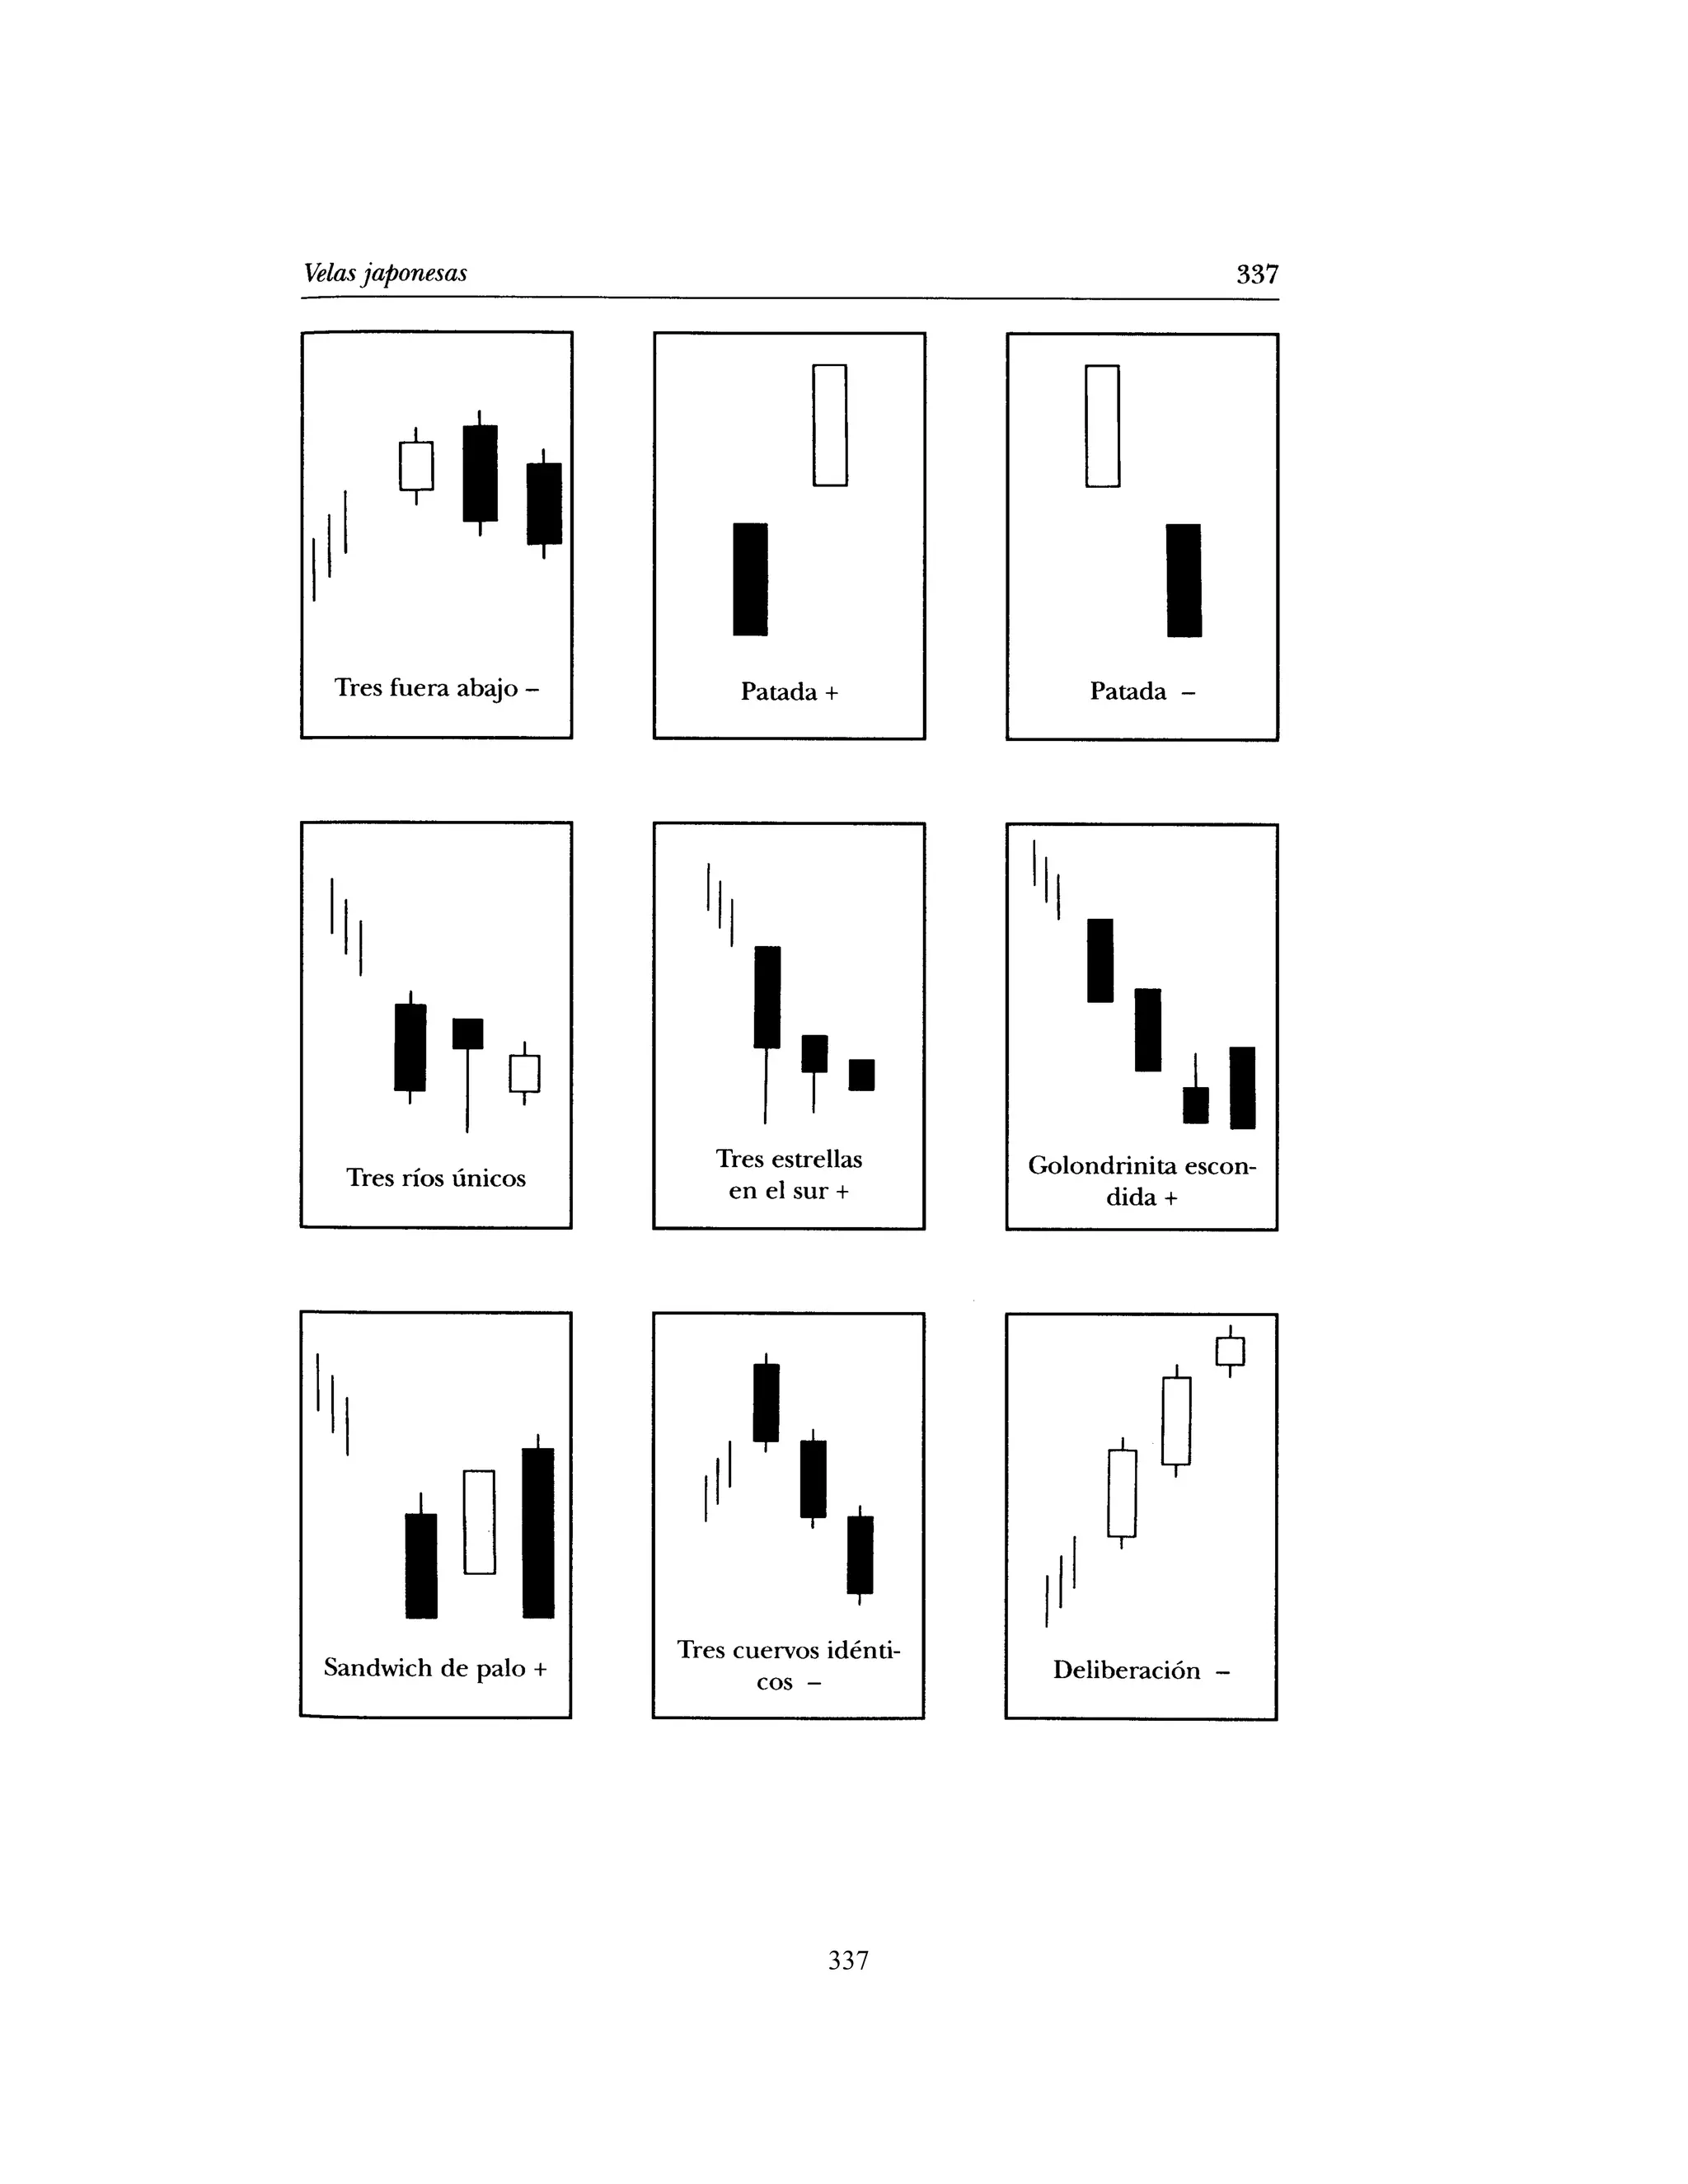 Velas japonesas 337
Tres fuera abajo –
Patada +
Patada –
Tres ríos únicos
Tres estrellas
en el sur +
Golondrinita escon-
dida +
Sandwich de palo +
Tres cuervos idénti-
cos –
Deliberación –
337